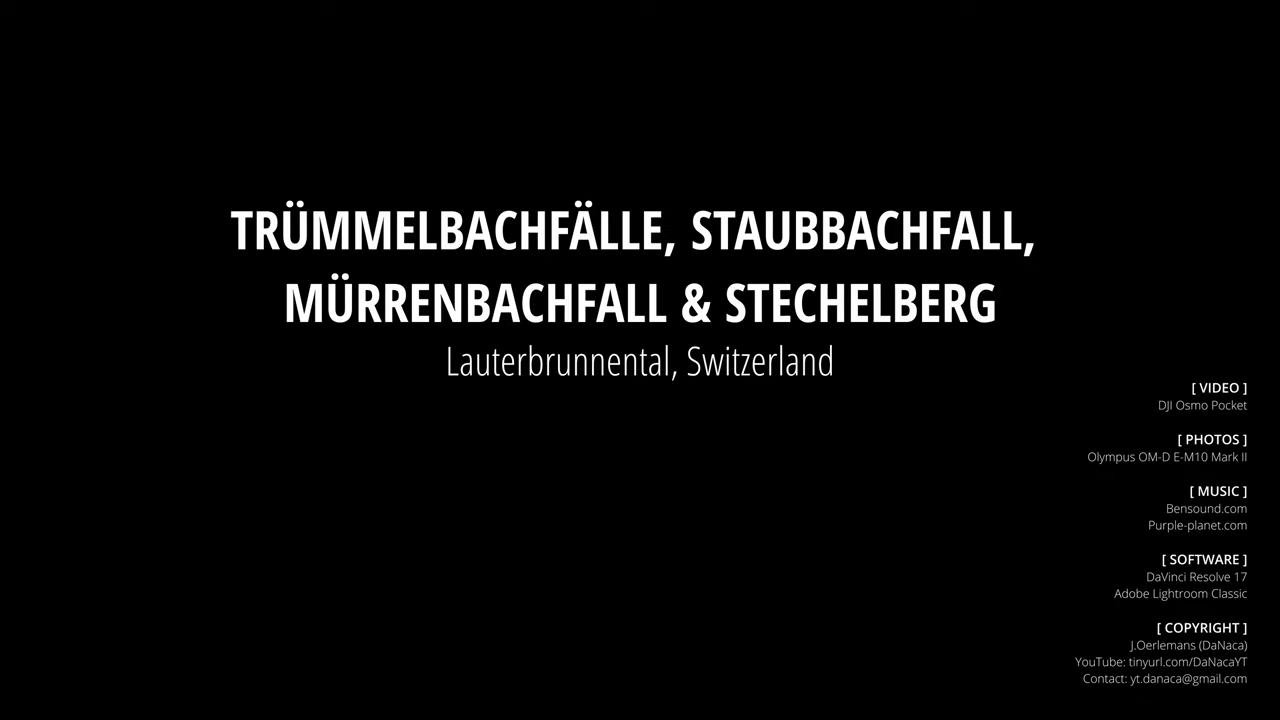 TRÜMMELBACHFÄLLE, STAUBBACHFALL,
MÜRRENBACHFALL & STECHELBERG
Lauterbrunnental, Switzerland
[ VIDEO ]
DJI Osmo Pocket
[ PHOTOS ]
Olympus OM-D E-M10 Mark II
[ MUSIC ]
Bensound.com
Purple-planet.com
[ SOFTWARE ]
DaVinci Resolve 17
Adobe Lightroom Classic
[ COPYRIGHT ]
J.Oerlemans (DaNaca)
YouTube: tinyurl.com/DaNacaYT
Contact: yt.danaca@gmail.com